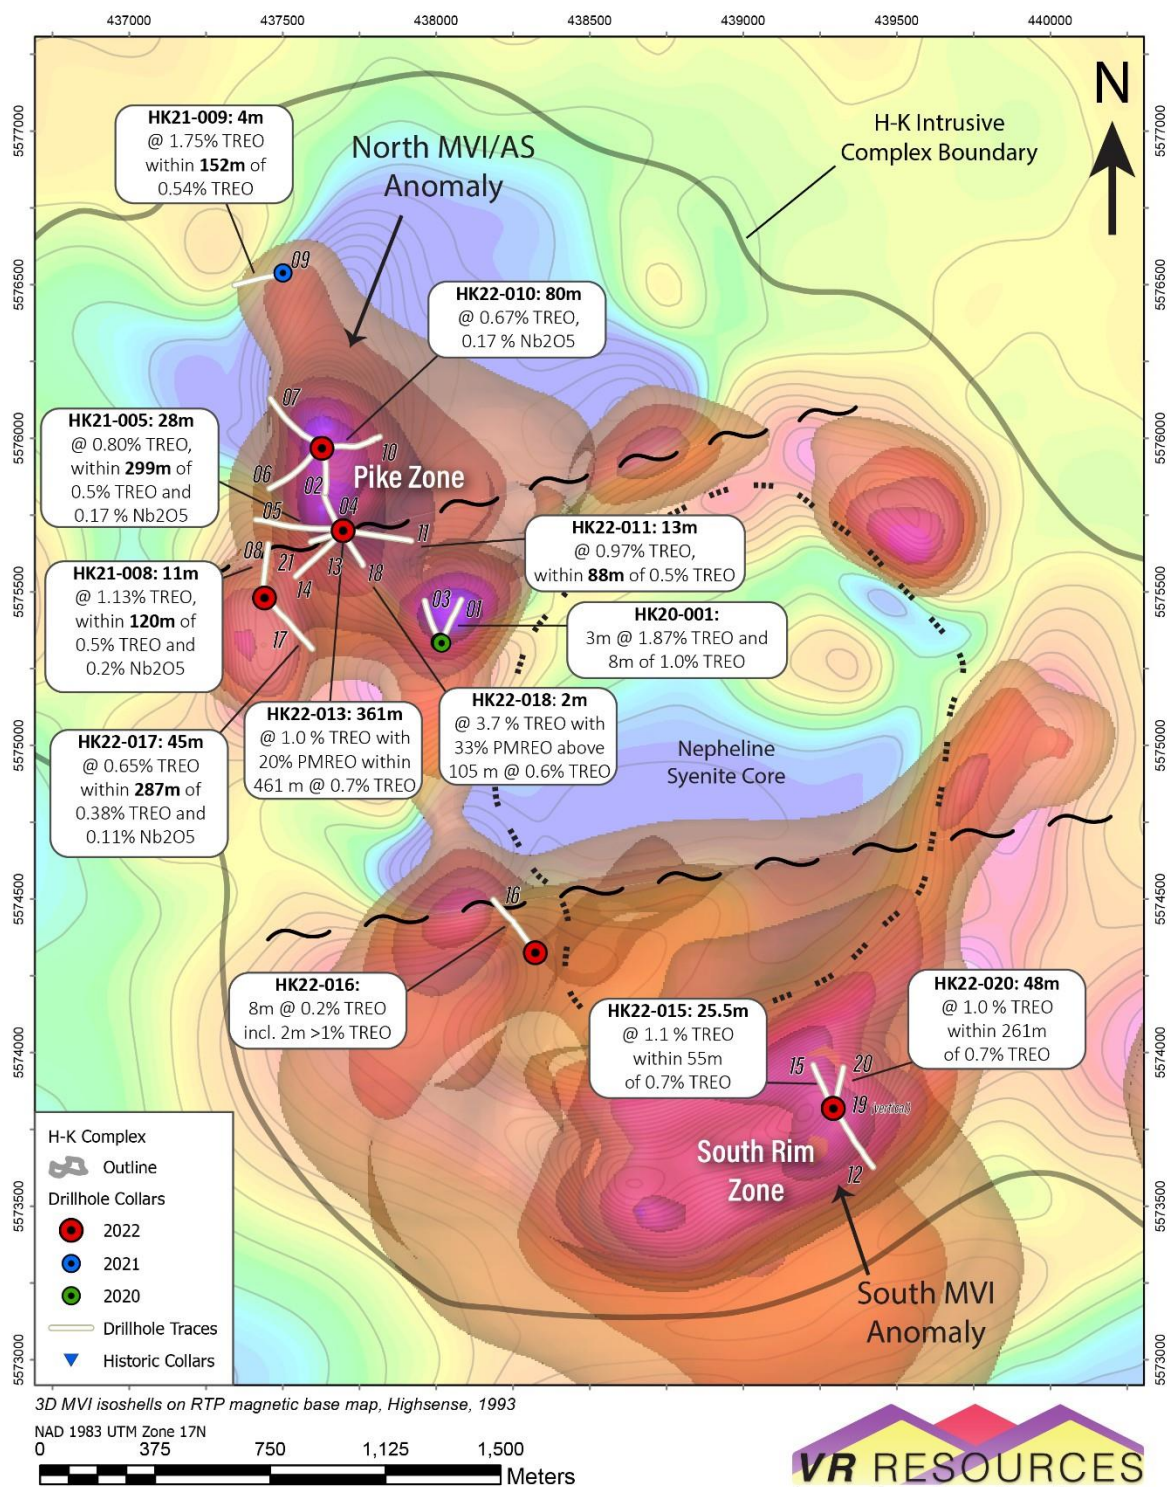 437000 437500 438000 438500 439000 439500 440000
5577000
5576500
5576000
5575500
5575000
5574500
5574000
5573500
5573000
5577000
5576500
5576000
5575500
5575000
5574500
5574000
5573500
5573000
N
H-K Intrusive
Complex Boundary
HK21-009: 4m
@ 1.75% TREO
within 152m of
0.54% TREO
North MVI/AS
Anomaly
09
HK22-010: 80m
@ 0.67% TREO,
0.17 % Nb2O5
07
10
06
02
Pike Zone
HK21-005: 28m
@ 0.80% TREO,
within 299m of
0.5% TREO and
0.17 % Nb2O5
05
04
11
08
21
13
14
18
HK22-011: 13m
@ 0.97% TREO,
within 88m of 0.5% TREO
HK21-008: 11m
@ 1.13% TREO,
within 120m of
0.5% TREO and
0.2% Nb2O5
17
03
01
HK20-001:
3m @ 1.87% TREO and
8m of 1.0% TREO
HK22-017: 45m
@ 0.65% TREO
within 287m of
0.38% TREO and
0.11% Nb2O5
HK22-013: 361m
@ 1.0 % TREO with
20% PMREO within
461 m @ 0.7% TREO
HK22-018: 2m
@ 3.7 % TREO with
33% PMREO above
105 m @ 0.6% TREO
Nepheline
Syenite Core
16
HK22-016:
8m @ 0.2% TREO
incl. 2m >1% TREO
HK22-015: 25.5m
@ 1.1 % TREO
within 55m
of 0.7% TREO
HK22-020: 48m
@ 1.0 % TREO
within 261m
of 0.7% TREO
15
20
19 (vertical)
12
South Rim
Zone
South MVI
Anomaly
H-K Complex
Outline
Drillhole Collars
2022
2021
2020
Drillhole Traces
Historic Collars
3D MVI isoshells on RTP magnetic base map, Highsense, 1993
NAD 1983 UTM Zone 17N
0 375 750 1,125 1,500
Meters
VR RESOURCES